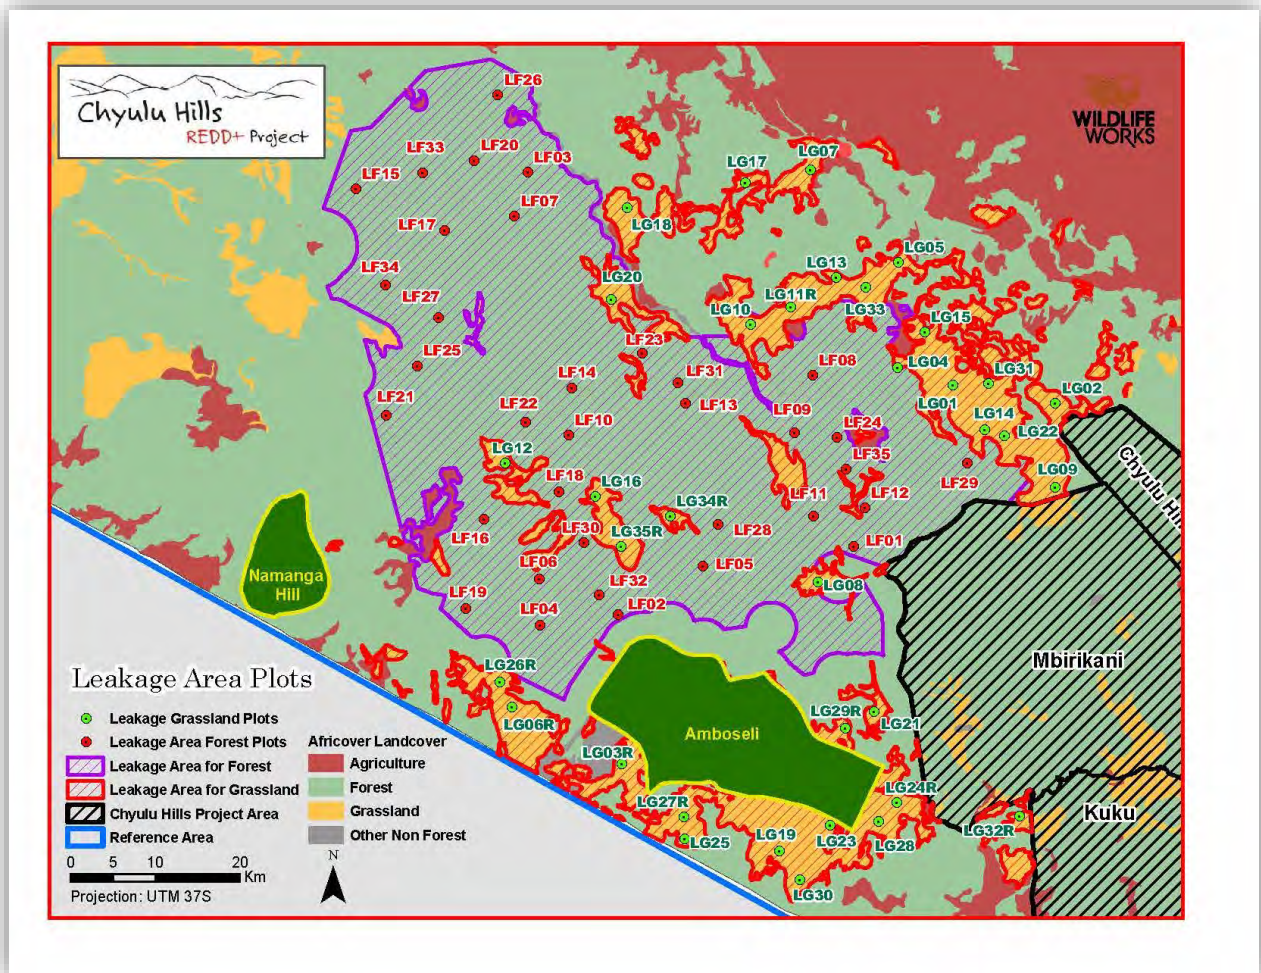 Chyulu Hills
REDD+ Project
WILDLIFE
WORKS
LF26
LF33
LF20
LF03
LF15
LF07
LF17
LF34
LF27
LF25
LF21
LG17
LG07
LG18
LG20
LG05
LG13
LG11R
LG10
LG33
LG15
LF23
LF31
LF08
LG04
LG31
LG02
LF14
LF13
LG01
LF22
LF10
LF09
LF24
LG14
LG22
LG12
LF35
LG09
LF18
LG16
LF11
LF12
LF29
LG34R
LF16
LF30
LG35R
LF28
LF01
LF06
LF05
LG08
LF19
LF32
LF04
LF02
Chyulu Hil
Namanga
Hill
Mbirikani
LG26R
LG06R
LG29R
LG21
Amboseli
LG03R
LG24R
LG27R
LG25
LG19
LG23
LG28
LG32R
Kuku
LG30
Leakage Area Plots
Leakage Grassland Plots
Leakage Area Forest Plots
Leakage Area for Forest
Leakage Area for Grassland
Chyulu Hills Project Area
Reference Area
Africover Landcover
Agriculture
Forest
Grassland
Other Non Forest
0 5 10 20
Km
N
Projection: UTM 37S